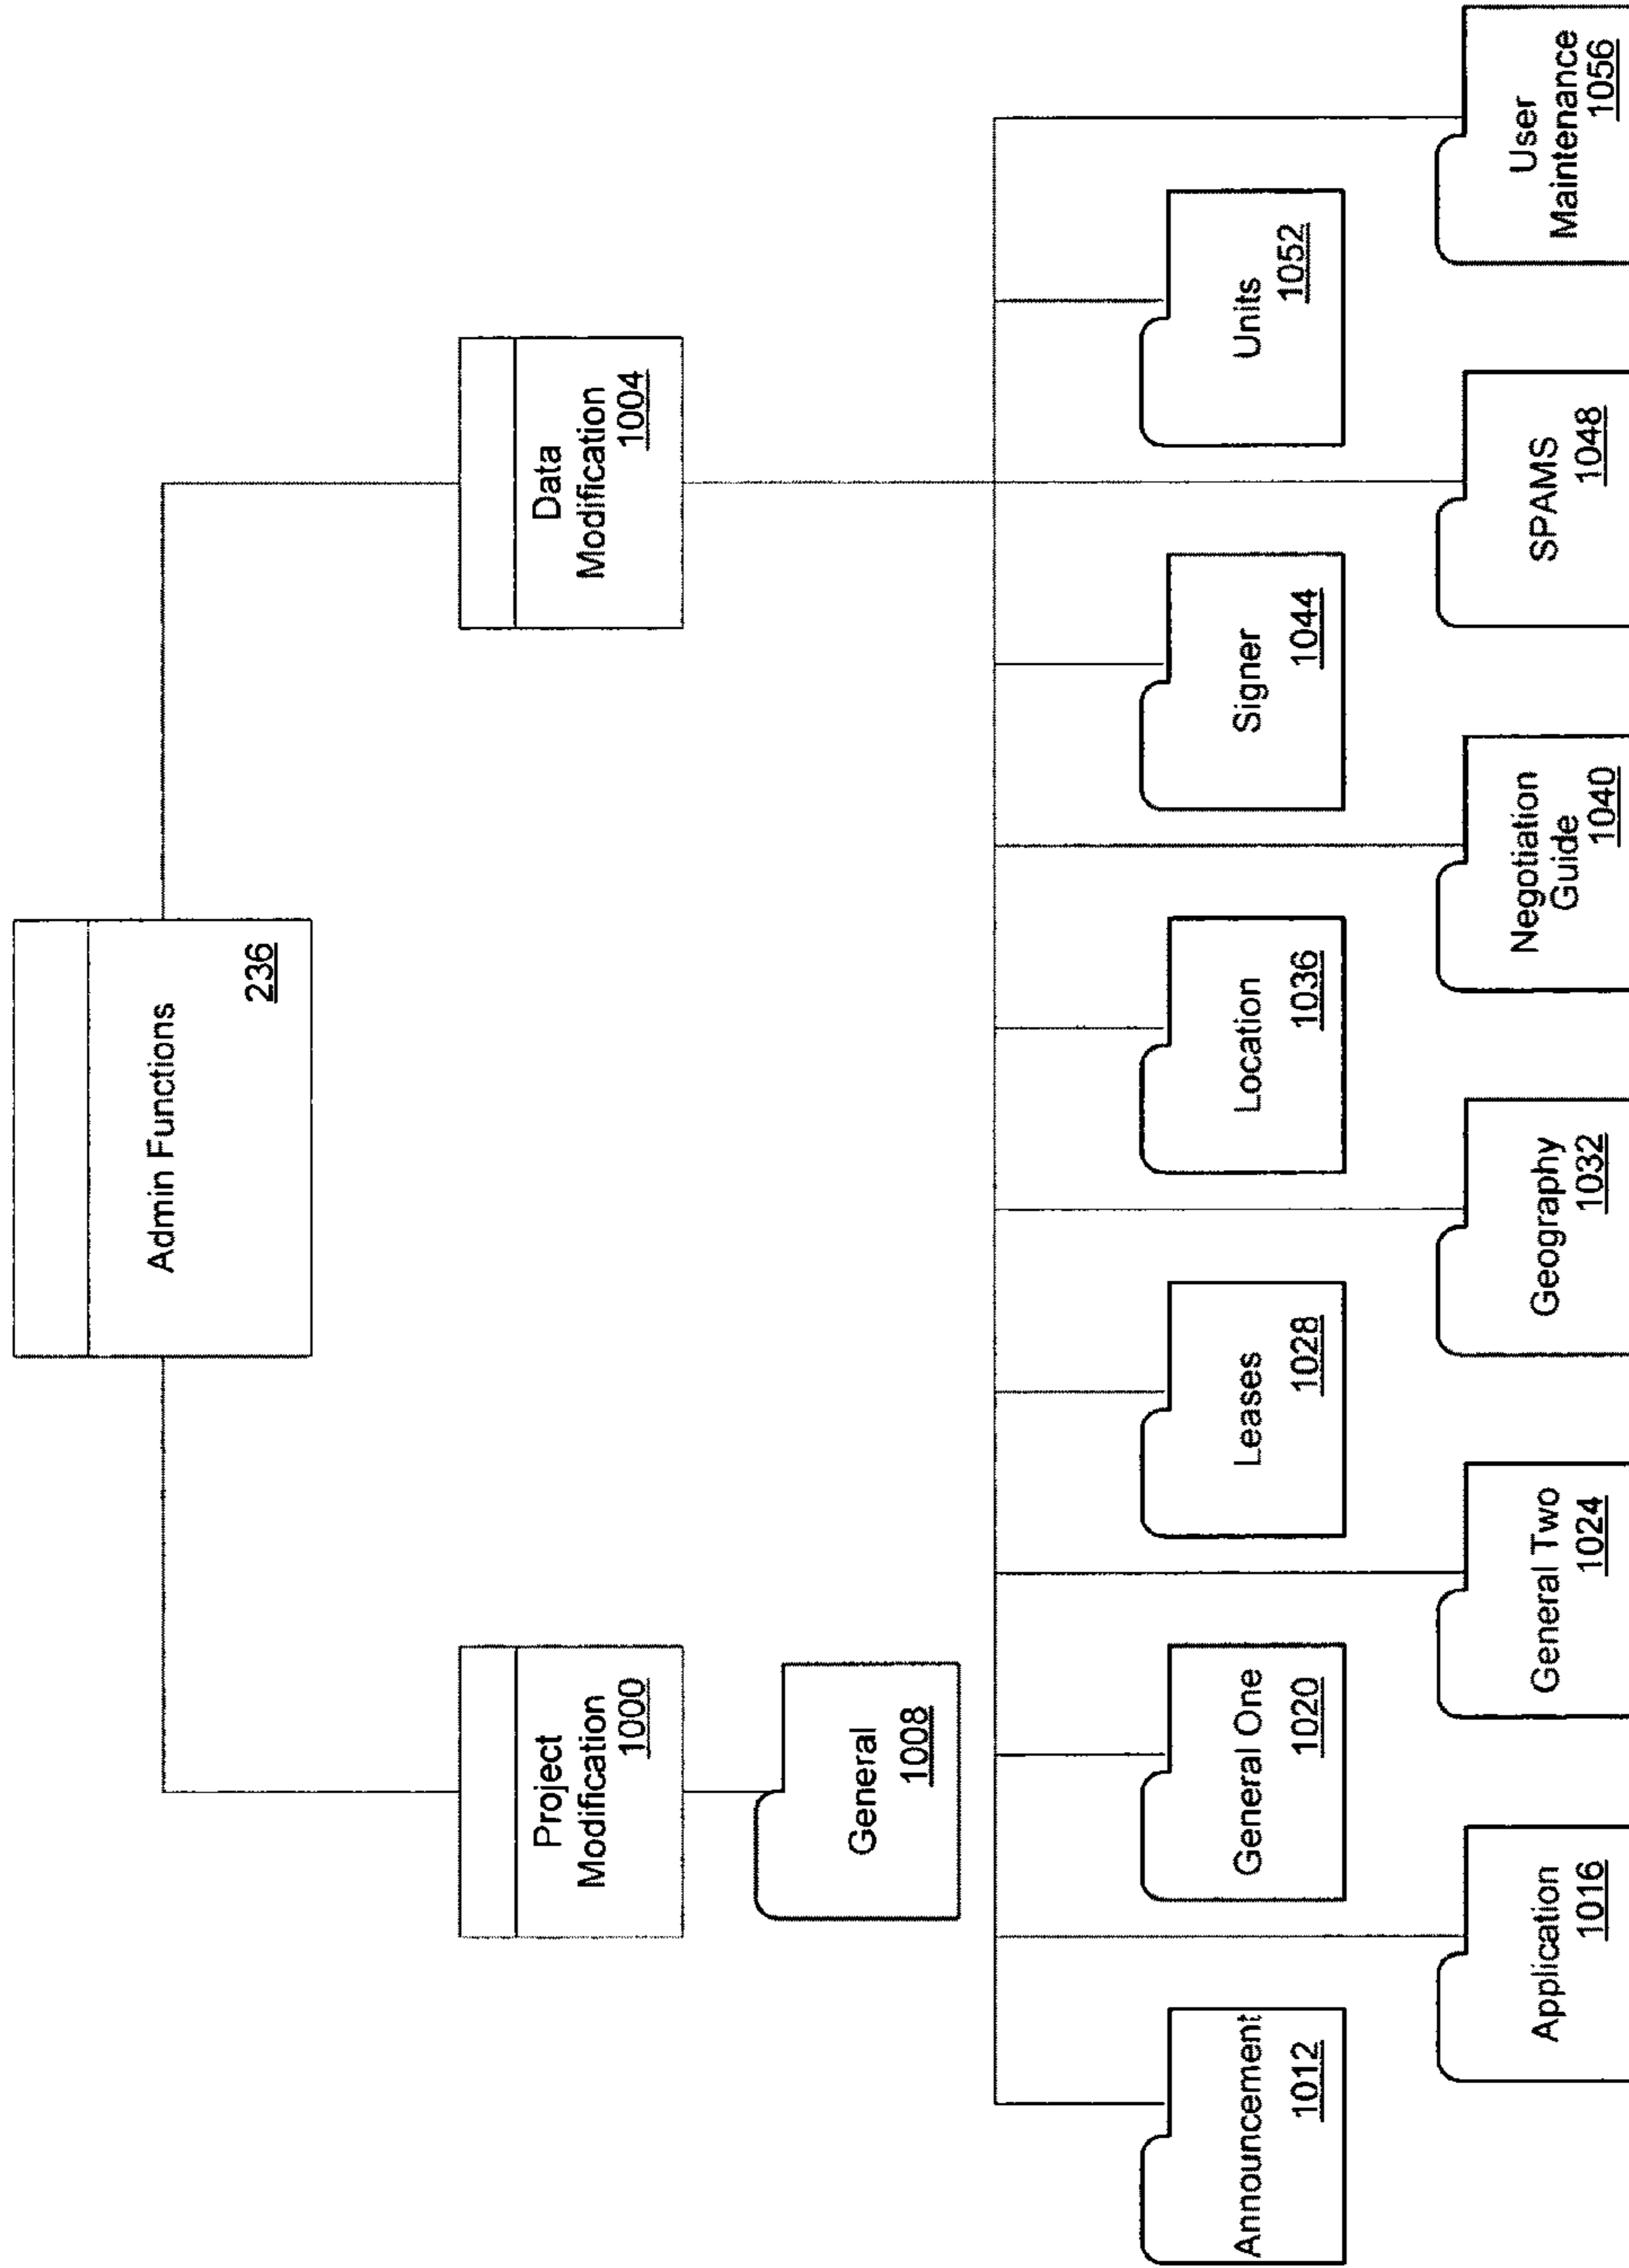 Admin Functions
236
Project
Modification
1000
Data
Modification
1004
General
1008
Announcement
1012
General One
1020
Leases
1028
Location
1036
Signer
1044
Units
1052
Application
1016
General Two
1024
Geography
1032
Negotiation
Guide
1040
SPAMS
1048
User
Maintenance
1056